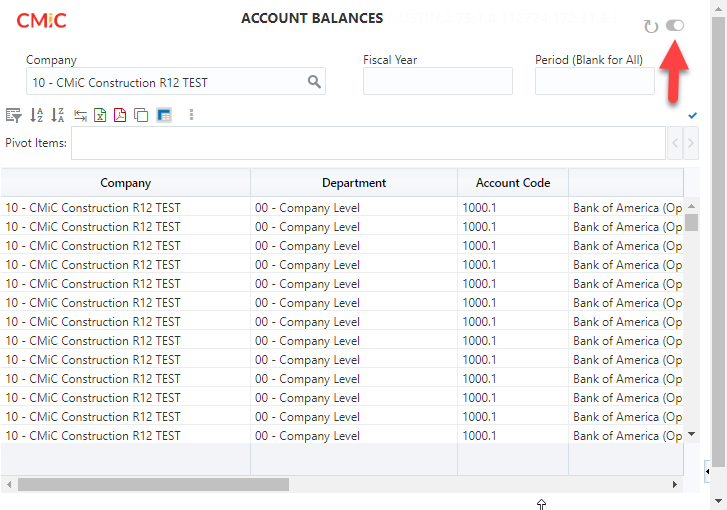 CMiC
ACCOUNT BALANCES
Company
Fiscal Year
Period (Blank for All)
10 - CMiC Construction R12 TEST
Pivot Items:
Company Department Account Code
10 - CMiC Construction R12 TEST 00 - Company Level 1000.1 Bank of America (Op
10 - CMiC Construction R12 TEST 00 - Company Level 1000.1 Bank of America (Op
10 - CMiC Construction R12 TEST 00 - Company Level 1000.1 Bank of America (Op
10 - CMiC Construction R12 TEST 00 - Company Level 1000.1 Bank of America (Op
10 - CMiC Construction R12 TEST 00 - Company Level 1000.1 Bank of America (Op
10 - CMiC Construction R12 TEST 00 - Company Level 1000.1 Bank of America (Op
10 - CMiC Construction R12 TEST 00 - Company Level 1000.1 Bank of America (Op
10 - CMiC Construction R12 TEST 00 - Company Level 1000.1 Bank of America (Op
10 - CMiC Construction R12 TEST 00 - Company Level 1000.1 Bank of America (Op
10 - CMiC Construction R12 TEST 00 - Company Level 1000.1 Bank of America (Op
10 - CMiC Construction R12 TEST 00 - Company Level 1000.1 Bank of America (Op
10 - CMiC Construction R12 TEST 00 - Company Level 1000.1 Bank of America (Op
10 - CMiC Construction R12 TEST 00 - Company Level 1000.1 Bank of America (Op